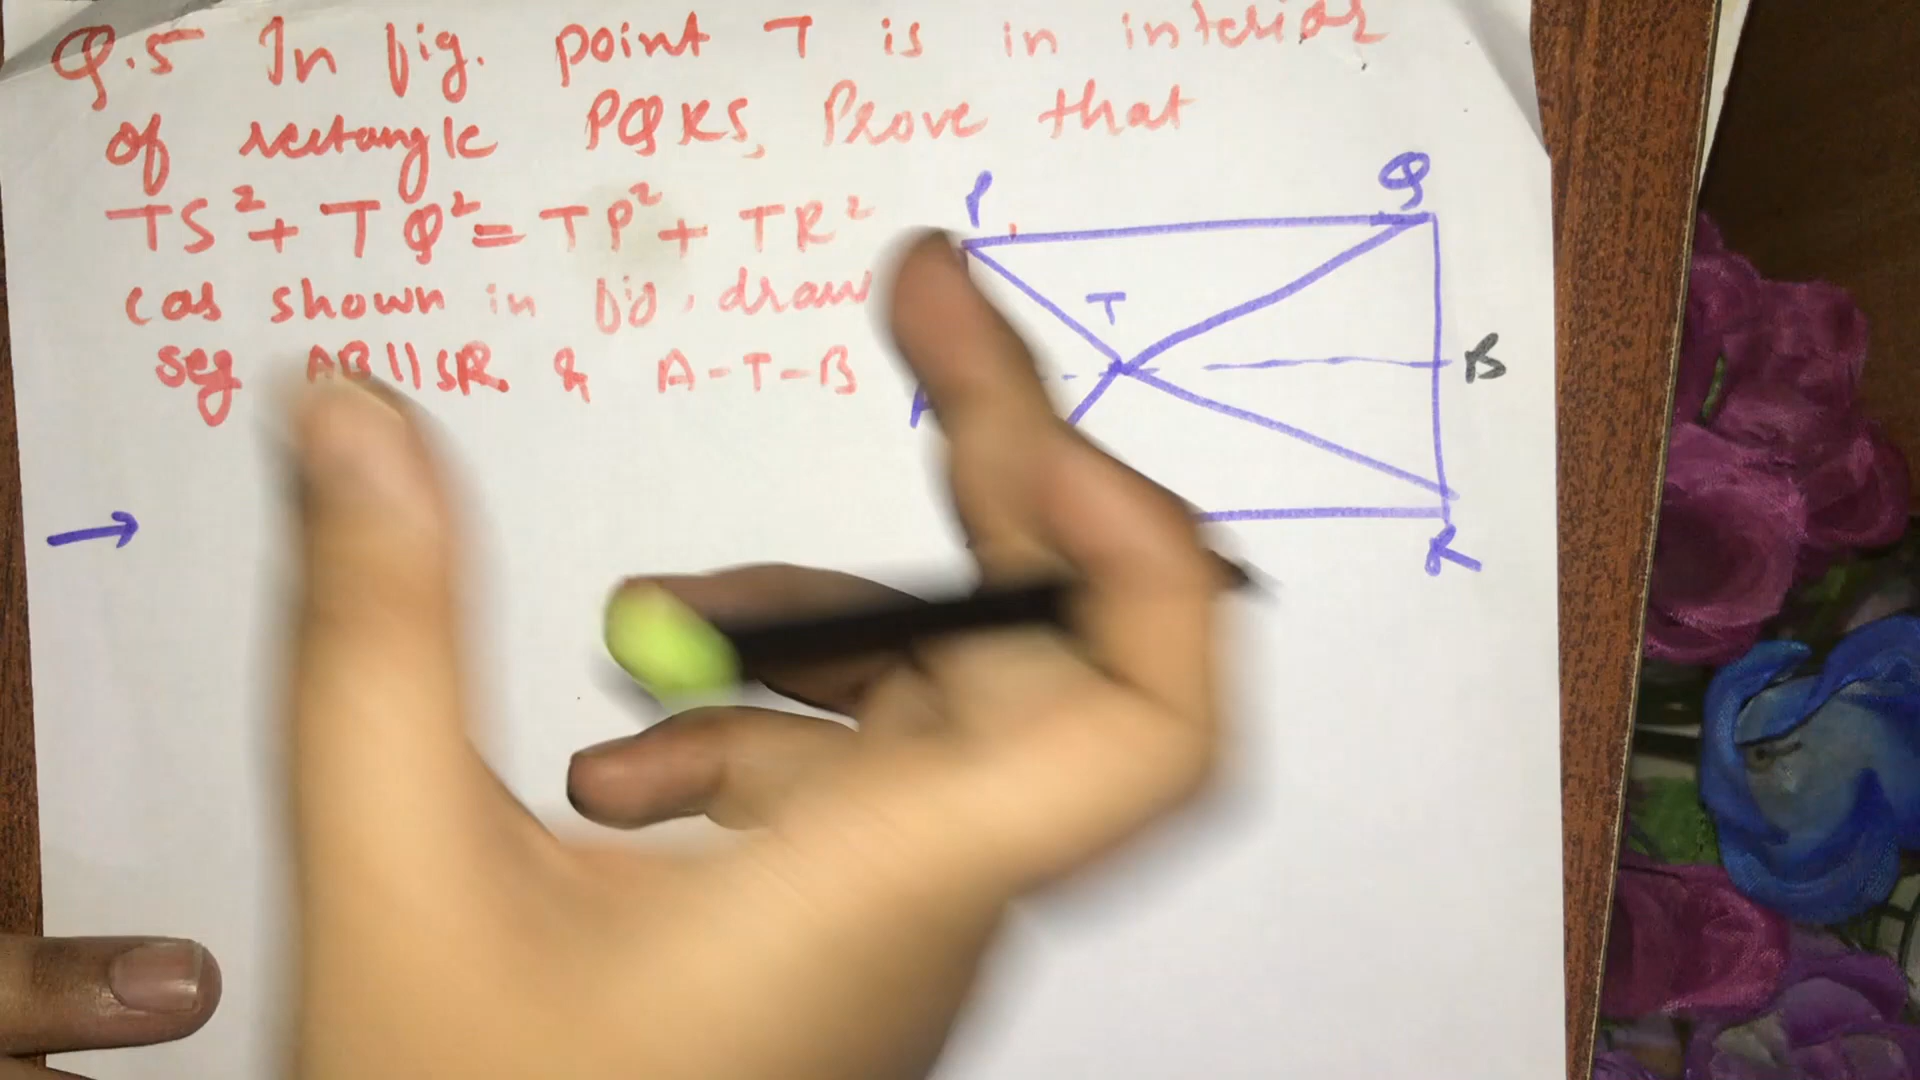 Q.5 In fig. point T is in interior
of rectangle PQRS, Prove that
TS² + TQ² = TP² + TR²
(as shown in fig. draw
seg AB || SR & A-T-B
P
Q
T
A
B
R